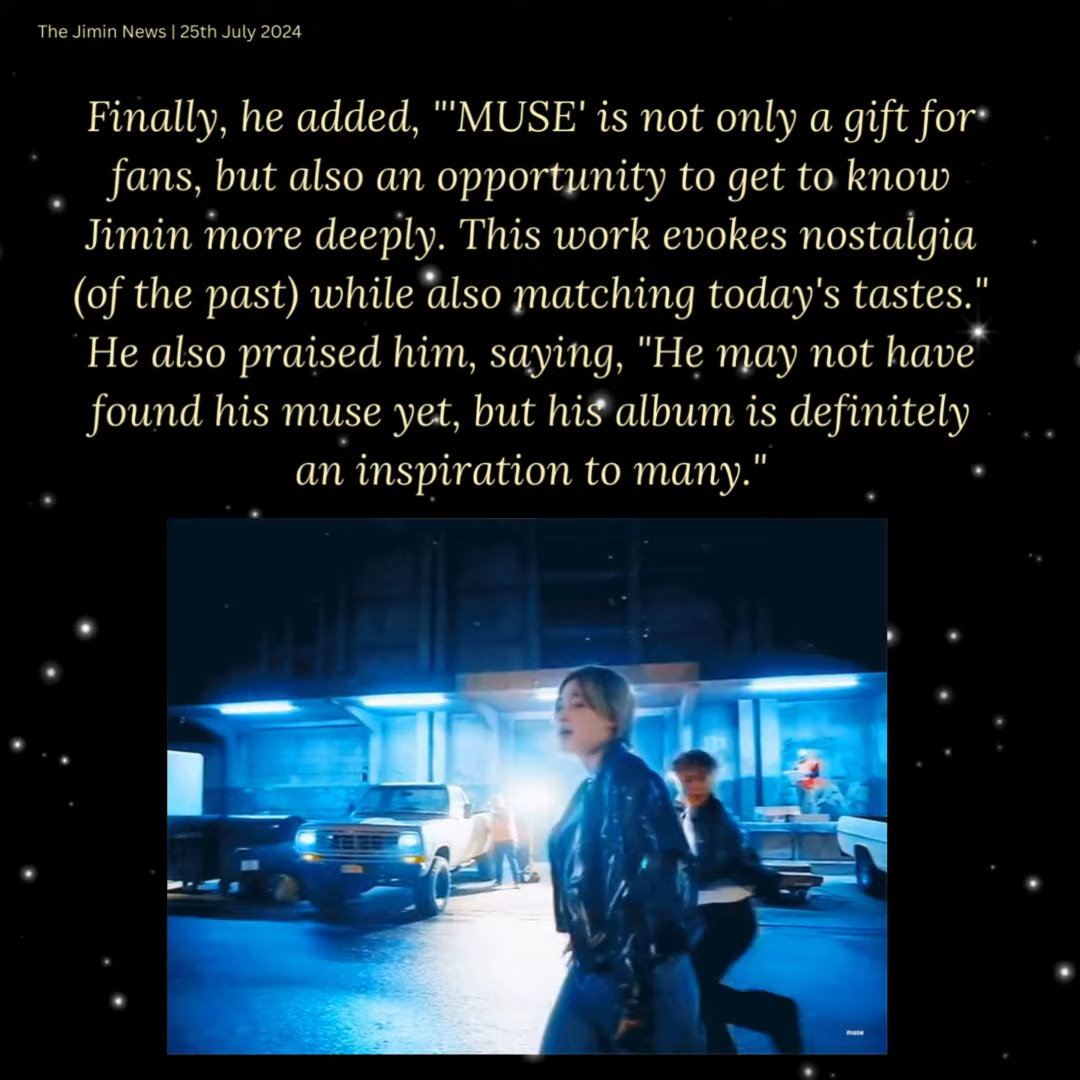 The Jimin News | 25th July 2024
Finally, he added, "'MUSE' is not only a gift for
fans, but also an opportunity to get to know
Jimin more deeply. This work evokes nostalgia
(of the past) while also matching today's tastes."
He also praised him, saying, "He may not have
found his muse yet, but his album is definitely
an inspiration to many."
muse